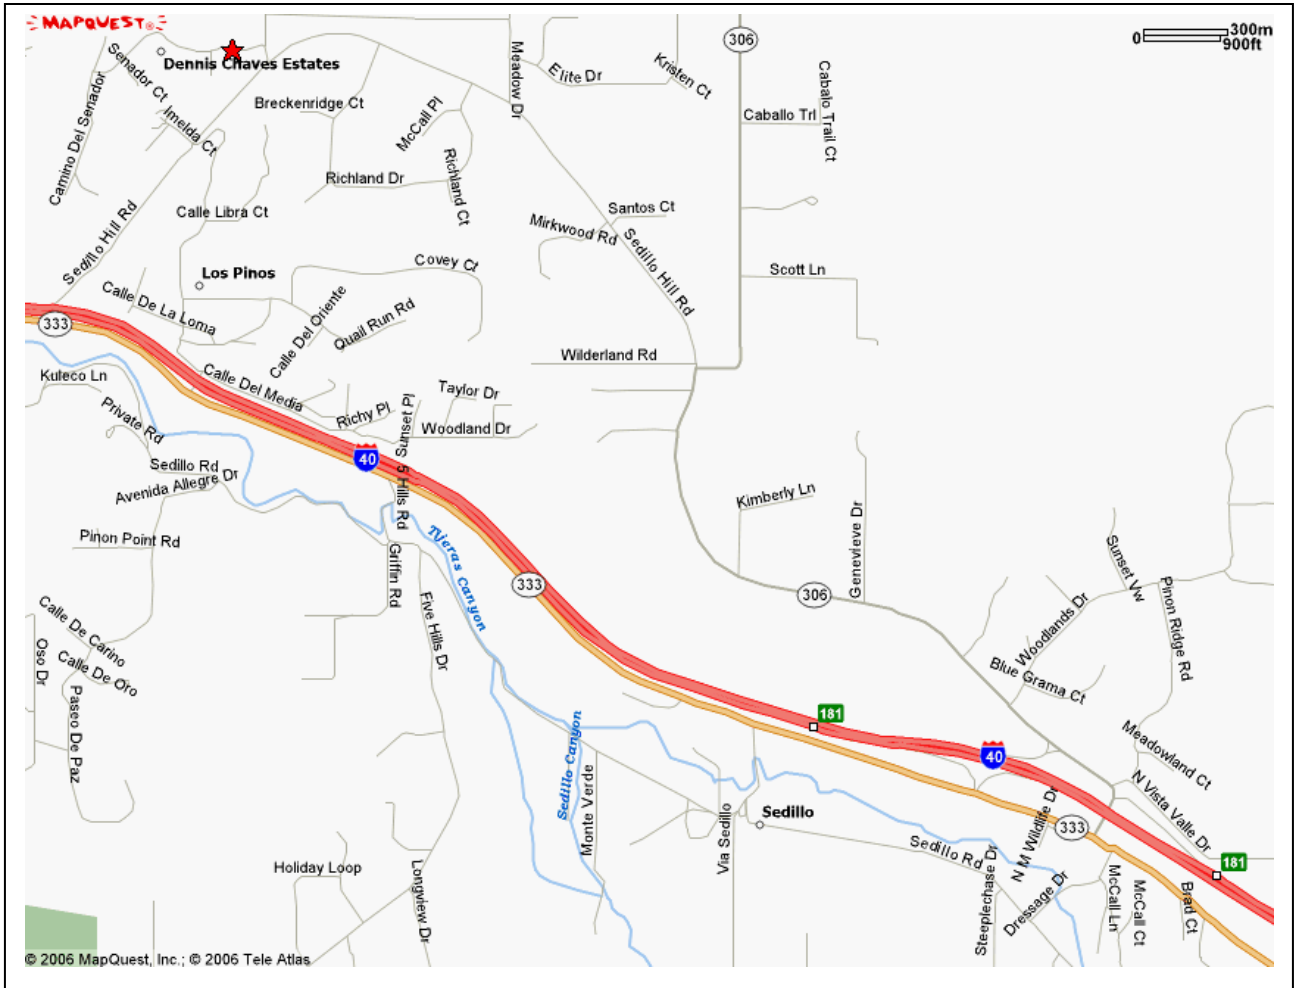 MAPQUEST
306
0
300m
900ft
Dennis Chaves Estates
Senador Ct
Camino Del Senador
Imelda Ct
Breckenridge Ct
McCall Pl
Meadow Dr
Elite Dr
Kristen Ct
Caballo Trl
Cabalo Trail Ct
Richland Dr
Richland Ct
Calle Libra Ct
Santos Ct
Mirkwood Rd
Sedillo Hill Rd
Sedillo Hill Rd
Los Pinos
Covey Ct
Scott Ln
Calle De La Loma
Calle Del Oriente
Quail Run Rd
333
Wilderland Rd
Kuteco Ln
Calle Del Media
Taylor Dr
Private Rd
Richy Pl
Sunset Pl
Woodland Dr
40
Sedillo Rd
Avenida Allegre Dr
5 Hills Rd
Kimberly Ln
Genevieve Dr
Pinon Point Rd
Tijeras Canyon
Griffin Rd
333
306
Sunset Vw
Pinon Ridge Rd
Woodlands Dr
Calle De Carino
Five Hills Dr
Oso Dr
Calle De Oro
Blue Grama Ct
Paseo De Paz
181
40
Meadowland Ct
Sedillo Canyon
Monte Verde
N Vista Valle Dr
Via Sedillo
Sedillo
N M Wildlife Dr
333
Sedillo Rd
181
Holiday Loop
Longview Dr
Steeplechase Dr
Dressage Dr
McCall Ln
McCall Ct
Brad Ct
© 2006 MapQuest, Inc.; © 2006 Tele Atlas